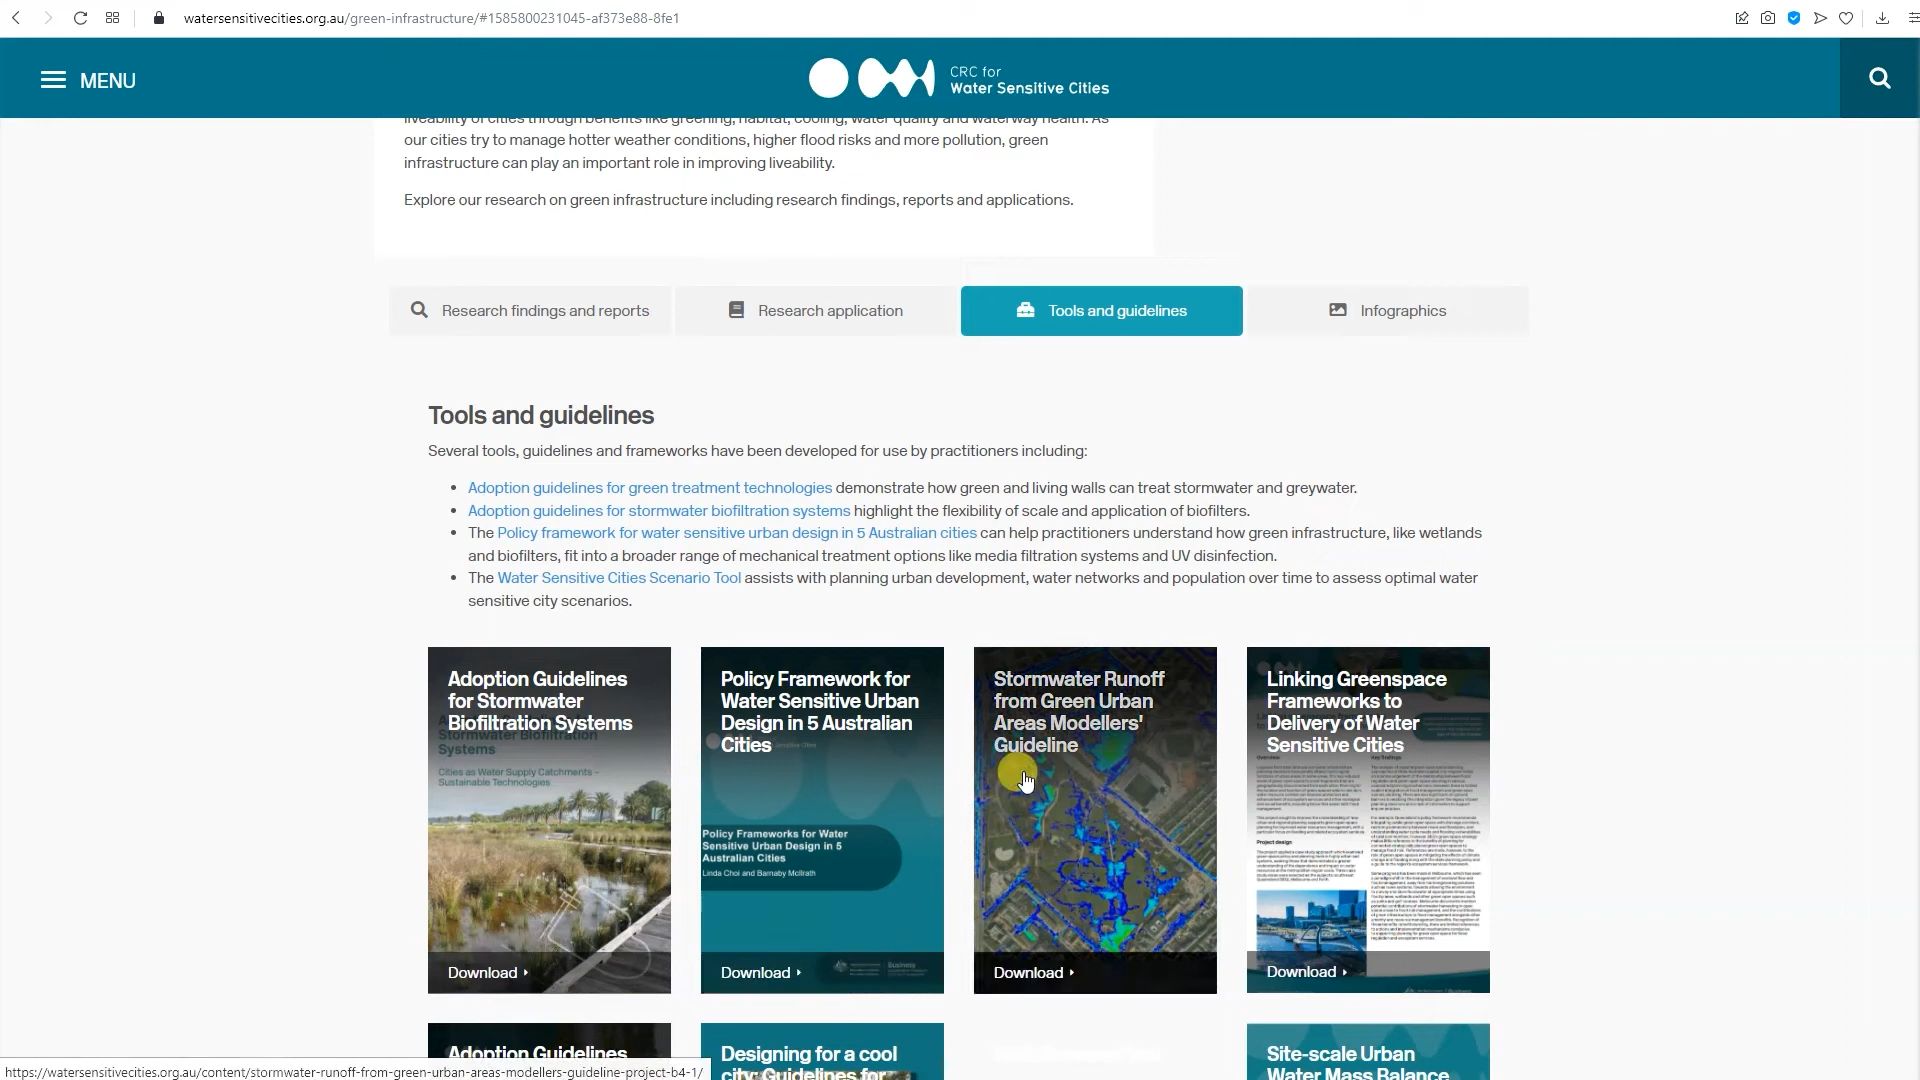 watersensitivecities.org.au/green-infrastructure/#1585800231045-af373e88-8fe1
MENU
CRC for
Water Sensitive Cities
liveability of cities through benefits like greening, habitat, cooling, water quality and waterway health. As
our cities try to manage hotter weather conditions, higher flood risks and more pollution, green
infrastructure can play an important role in improving liveability.
Explore our research on green infrastructure including research findings, reports and applications.
Research findings and reports
Research application
Tools and guidelines
Infographics
Tools and guidelines
Several tools, guidelines and frameworks have been developed for use by practitioners including:
• Adoption guidelines for green treatment technologies demonstrate how green and living walls can treat stormwater and greywater.
• Adoption guidelines for stormwater biofiltration systems highlight the flexibility of scale and application of biofilters.
• The Policy framework for water sensitive urban design in 5 Australian cities can help practitioners understand how green infrastructure, like wetlands
and biofilters, fit into a broader range of mechanical treatment options like media filtration systems and UV disinfection.
• The Water Sensitive Cities Scenario Tool assists with planning urban development, water networks and population over time to assess optimal water
sensitive city scenarios.
Adoption Guidelines
for Stormwater
Biofiltration Systems
Stormwater Biofiltration
Systems
Cities as Water Supply Catchments –
Sustainable Technologies
Download
Policy Framework for
Water Sensitive Urban
Design in 5 Australian
Cities
Policy Frameworks for Water
Sensitive Urban Design in 5
Australian Cities
Linda Choi and Barnaby McIlrath
Business
Download
Stormwater Runoff
from Green Urban
Areas Modellers'
Guideline
Download
Linking Greenspace
Frameworks to
Delivery of Water
Sensitive Cities
Overview
Key findings
Project design
Download
Adoption Guidelines
Designing for a cool
city: Guidelines for
Site-scale Urban
Water Mass Balance
https://watersensitivecities.org.au/content/stormwater-runoff-from-green-urban-areas-modellers-guideline-project-b4-1/